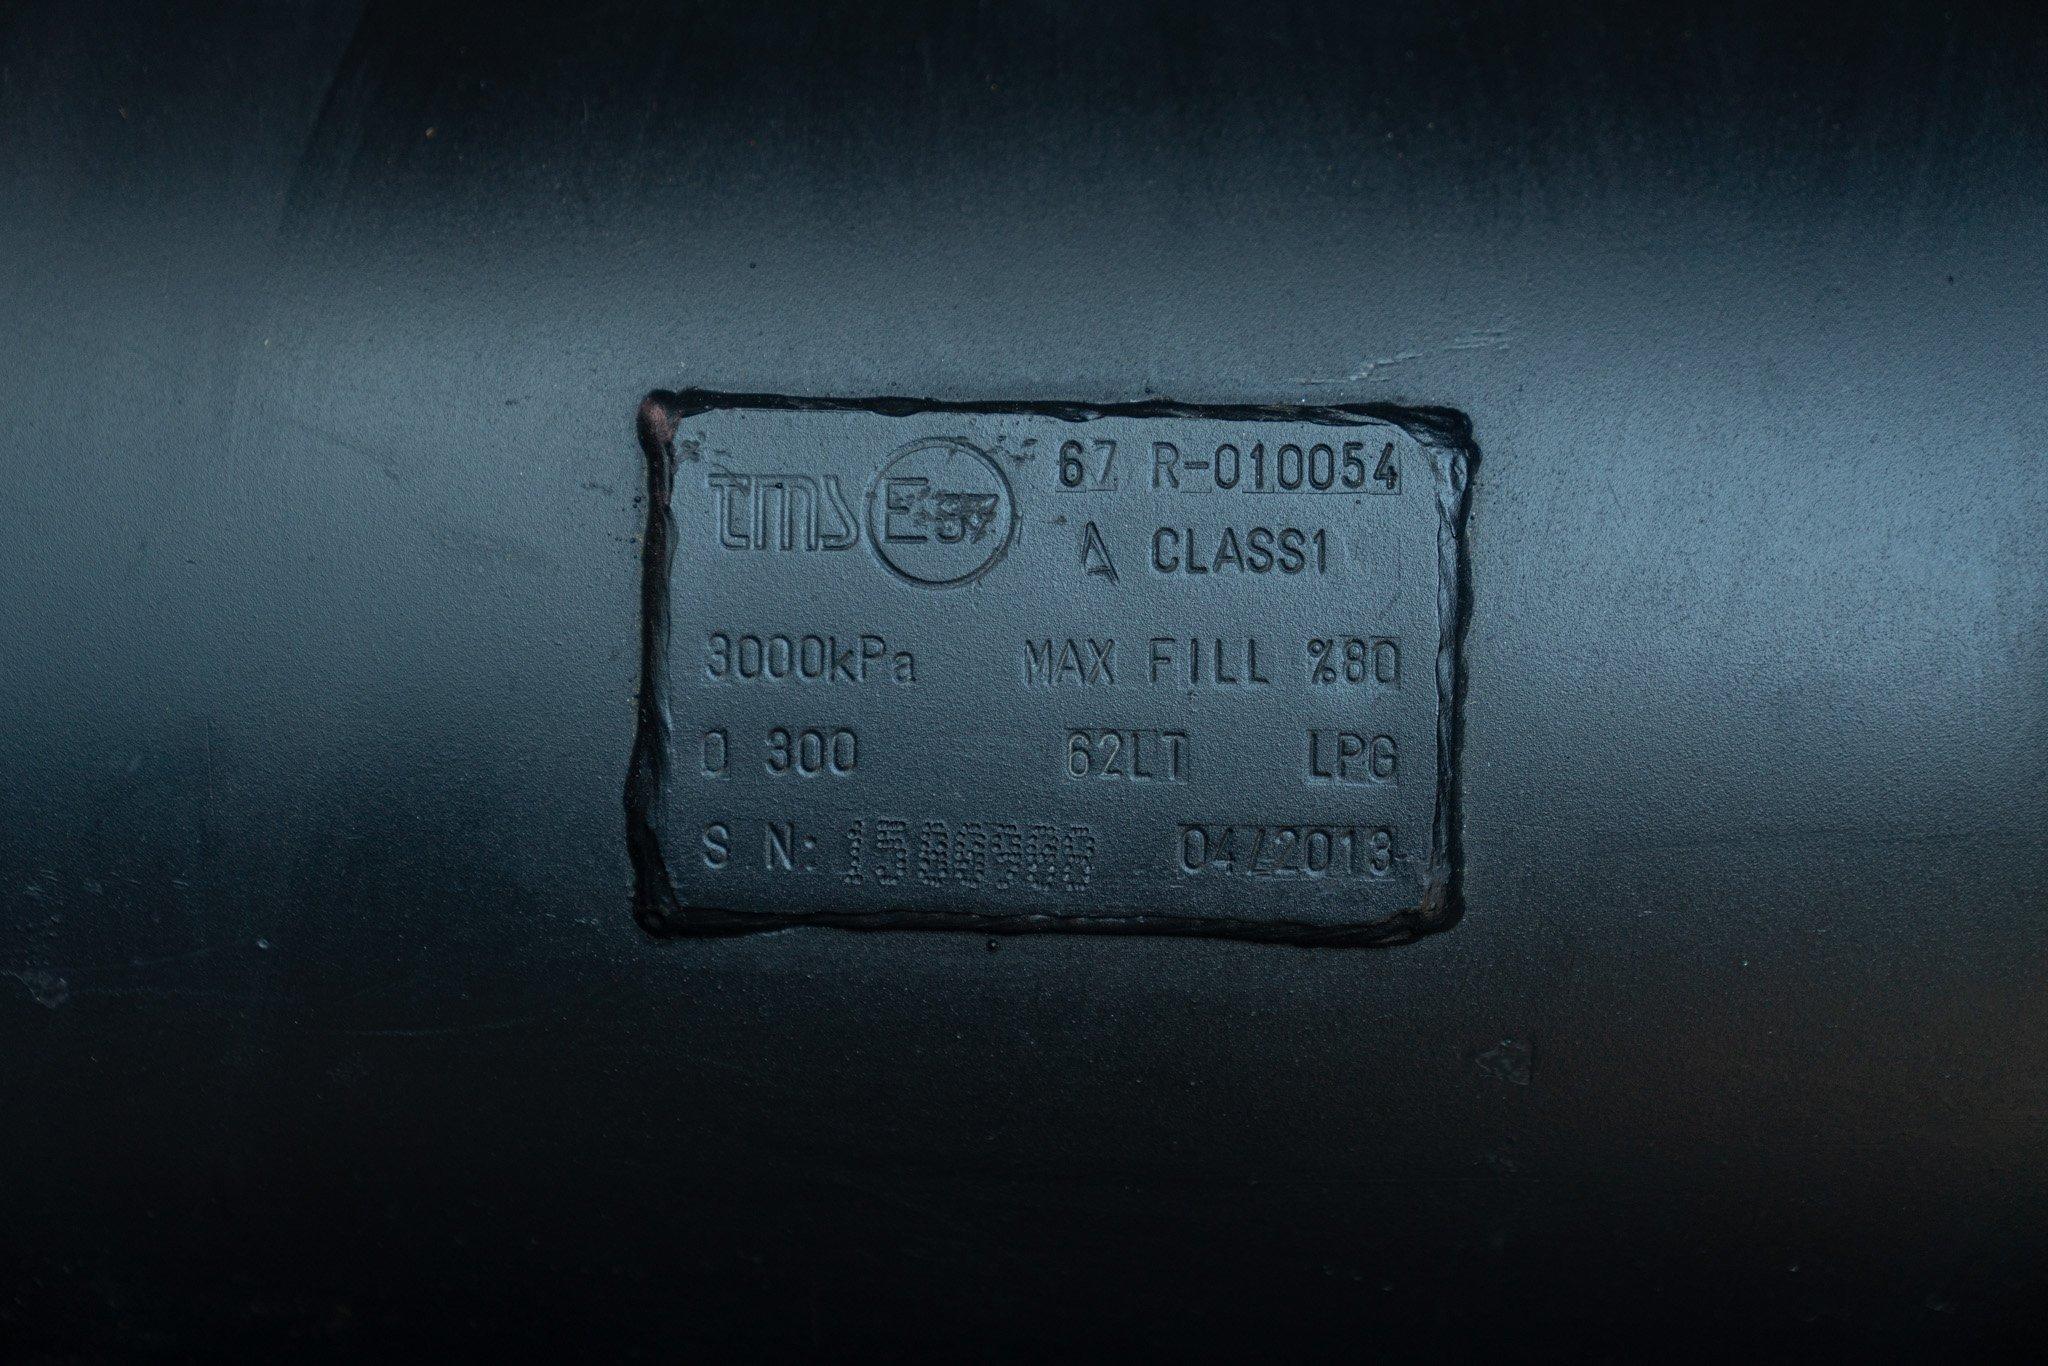 tms E37 67 R-010054
A CLASS1
3000kPa MAX FILL %80
0 300 62LT LPG
S N: 04/2013